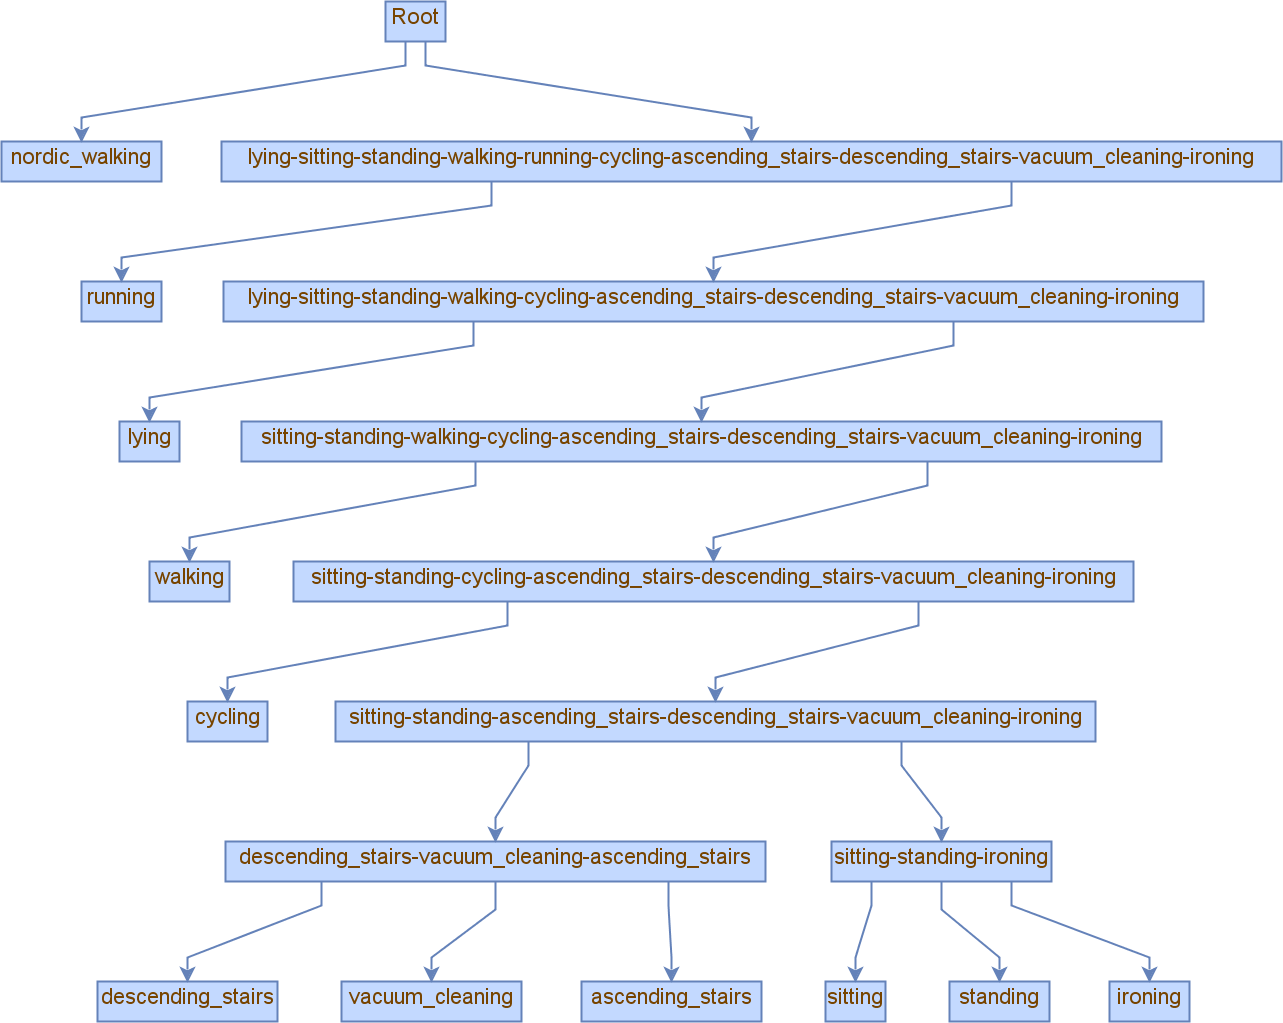 Root
nordic_walking
lying-sitting-standing-walking-running-cycling-ascending_stairs-descending_stairs-vacuum_cleaning-ironing
running
lying-sitting-standing-walking-cycling-ascending_stairs-descending_stairs-vacuum_cleaning-ironing
lying
sitting-standing-walking-cycling-ascending_stairs-descending_stairs-vacuum_cleaning-ironing
walking
sitting-standing-cycling-ascending_stairs-descending_stairs-vacuum_cleaning-ironing
cycling
sitting-standing-ascending_stairs-descending_stairs-vacuum_cleaning-ironing
descending_stairs-vacuum_cleaning-ascending_stairs
sitting-standing-ironing
descending_stairs
vacuum_cleaning
ascending_stairs
sitting
standing
ironing